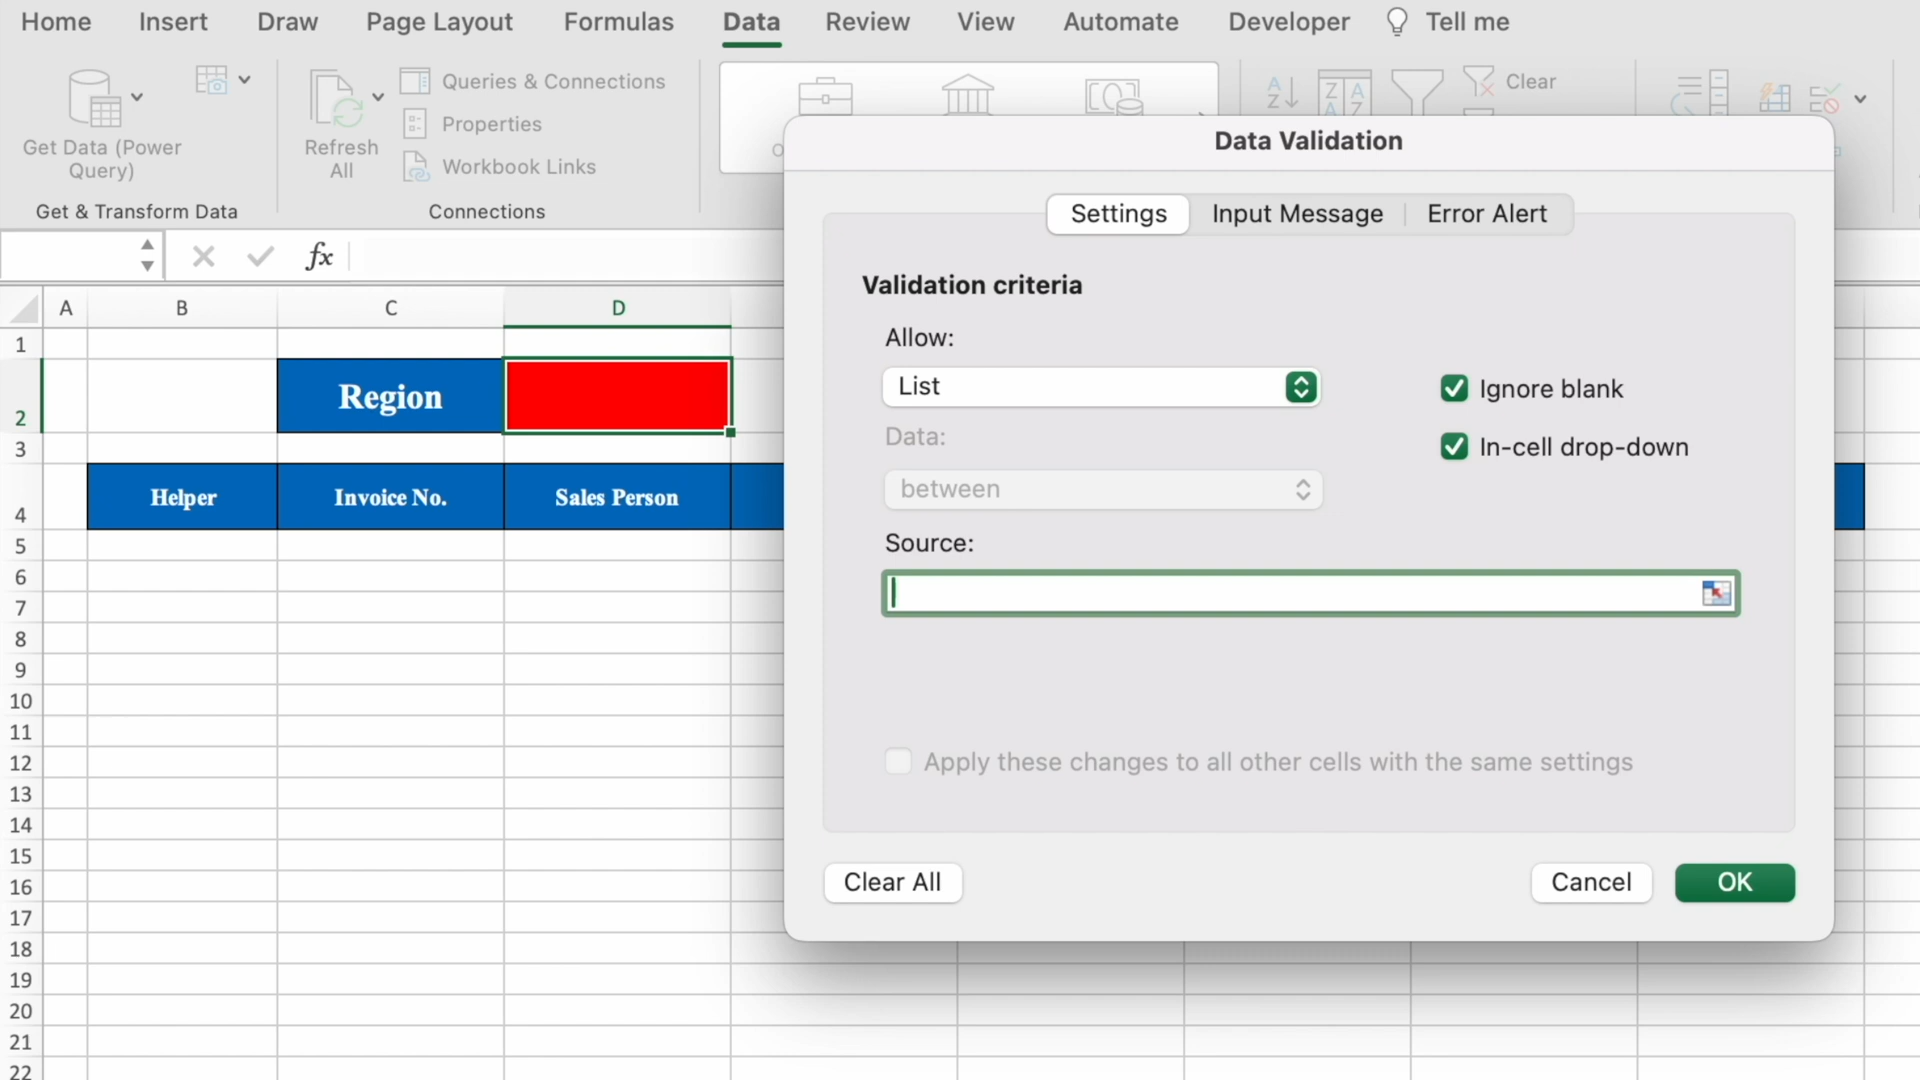 Home Insert Draw Page Layout Formulas Data Review View Automate Developer Tell me
Get Data (Power
Query)
Refresh
All
Queries & Connections
Properties
Workbook Links
Clear
Get & Transform Data
Connections
fx
A B C D
1
2
3
4
5
6
7
8
9
10
11
12
13
14
15
16
17
18
19
20
21
22
Region
Helper Invoice No. Sales Person
Data Validation
Settings Input Message Error Alert
Validation criteria
Allow:
List
Ignore blank
Data:
In-cell drop-down
between
Source:
Apply these changes to all other cells with the same settings
Clear All Cancel OK